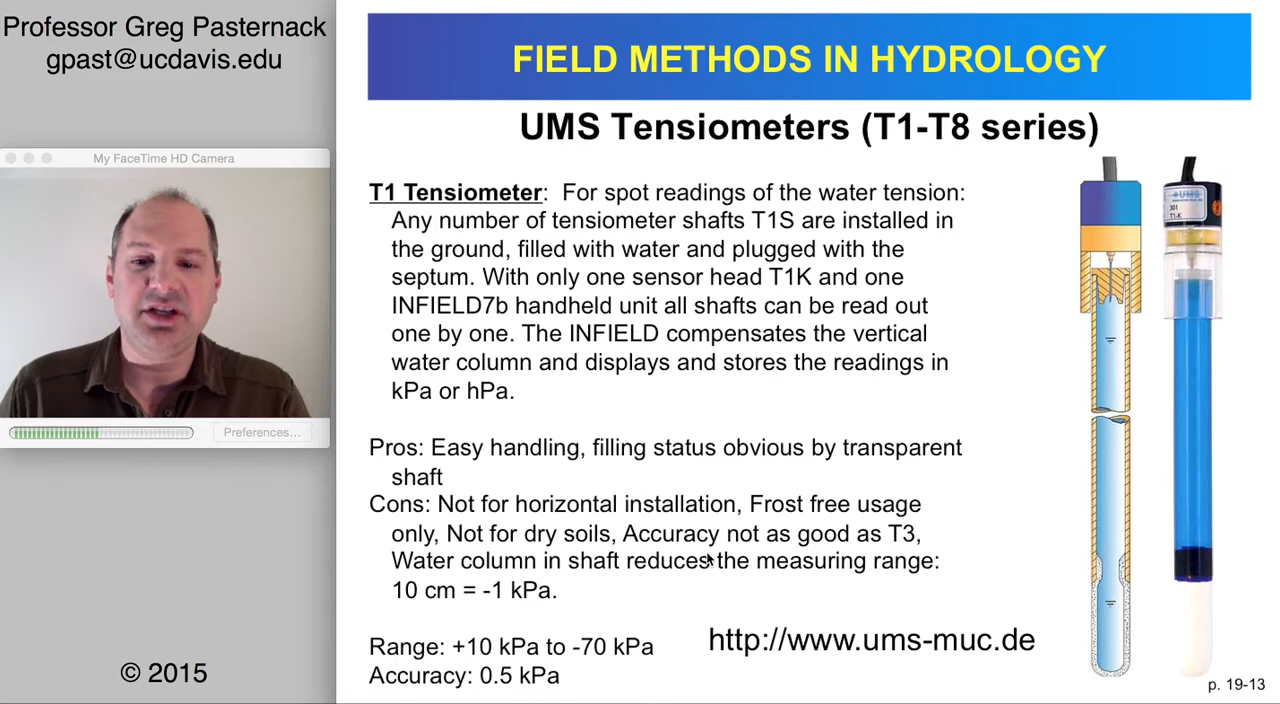 Professor Greg Pasternack
gpast@ucdavis.edu
My FaceTime HD Camera
Preferences...
© 2015
FIELD METHODS IN HYDROLOGY
UMS Tensiometers (T1-T8 series)
T1 Tensiometer: For spot readings of the water tension:
Any number of tensiometer shafts T1S are installed in
the ground, filled with water and plugged with the
septum. With only one sensor head T1K and one
INFIELD7b handheld unit all shafts can be read out
one by one. The INFIELD compensates the vertical
water column and displays and stores the readings in
kPa or hPa.
Pros: Easy handling, filling status obvious by transparent
shaft
Cons: Not for horizontal installation, Frost free usage
only, Not for dry soils, Accuracy not as good as T3,
Water column in shaft reduces the measuring range:
10 cm = -1 kPa.
Range: +10 kPa to -70 kPa
Accuracy: 0.5 kPa
http://www.ums-muc.de
UMS
301
T1-K
p. 19-13